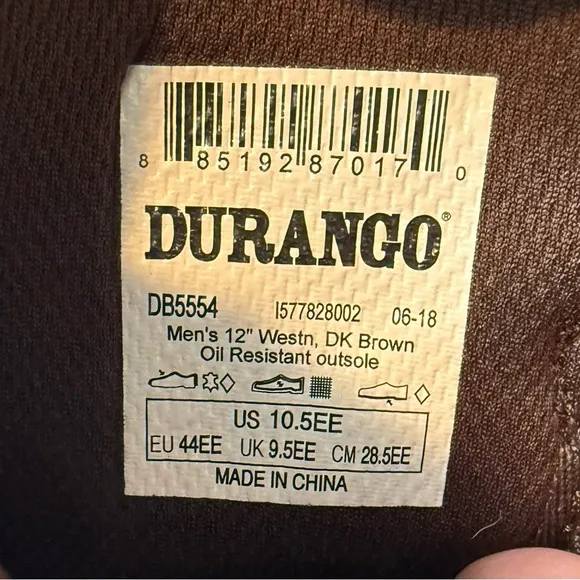 8 85192 87017 0
DURANGO®
DB5554 I577828002 06-18
Men's 12" Westn, DK Brown
Oil Resistant outsole
US 10.5EE
EU 44EE UK 9.5EE CM 28.5EE
MADE IN CHINA